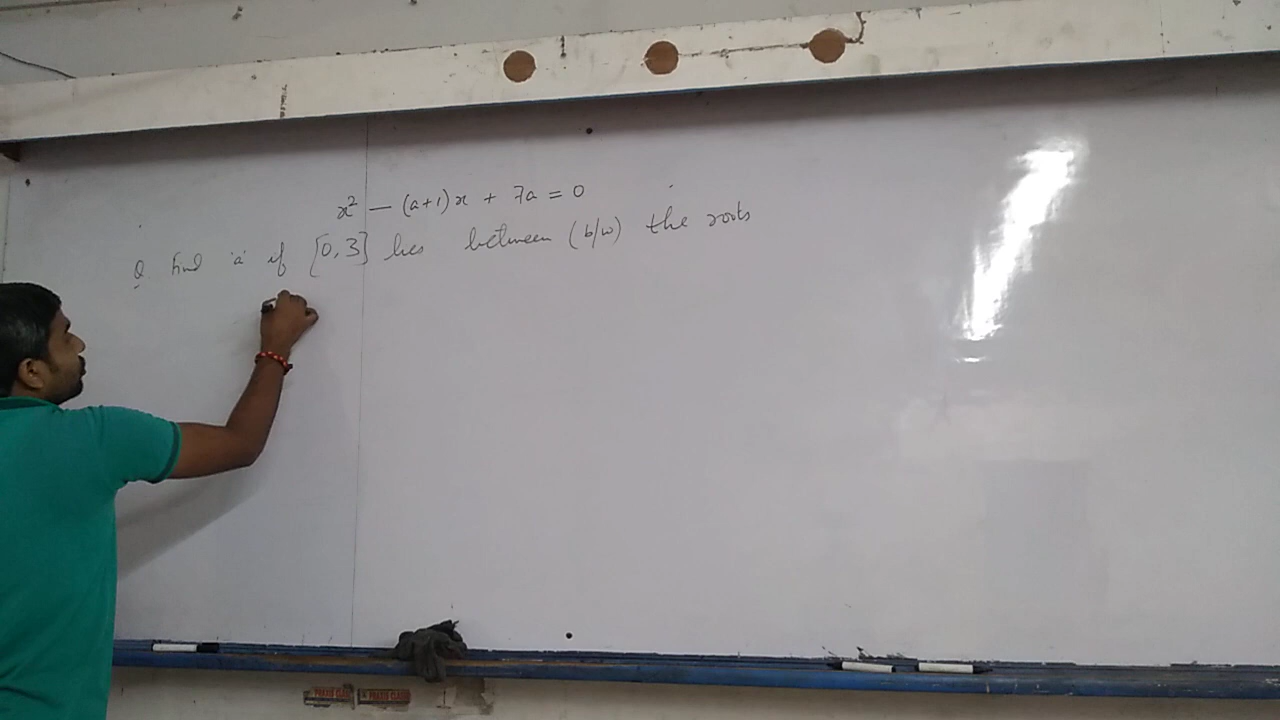 x² — (a+1)x + 7a = 0
Q. Find 'a' if [0,3] lies between (b/w) the roots